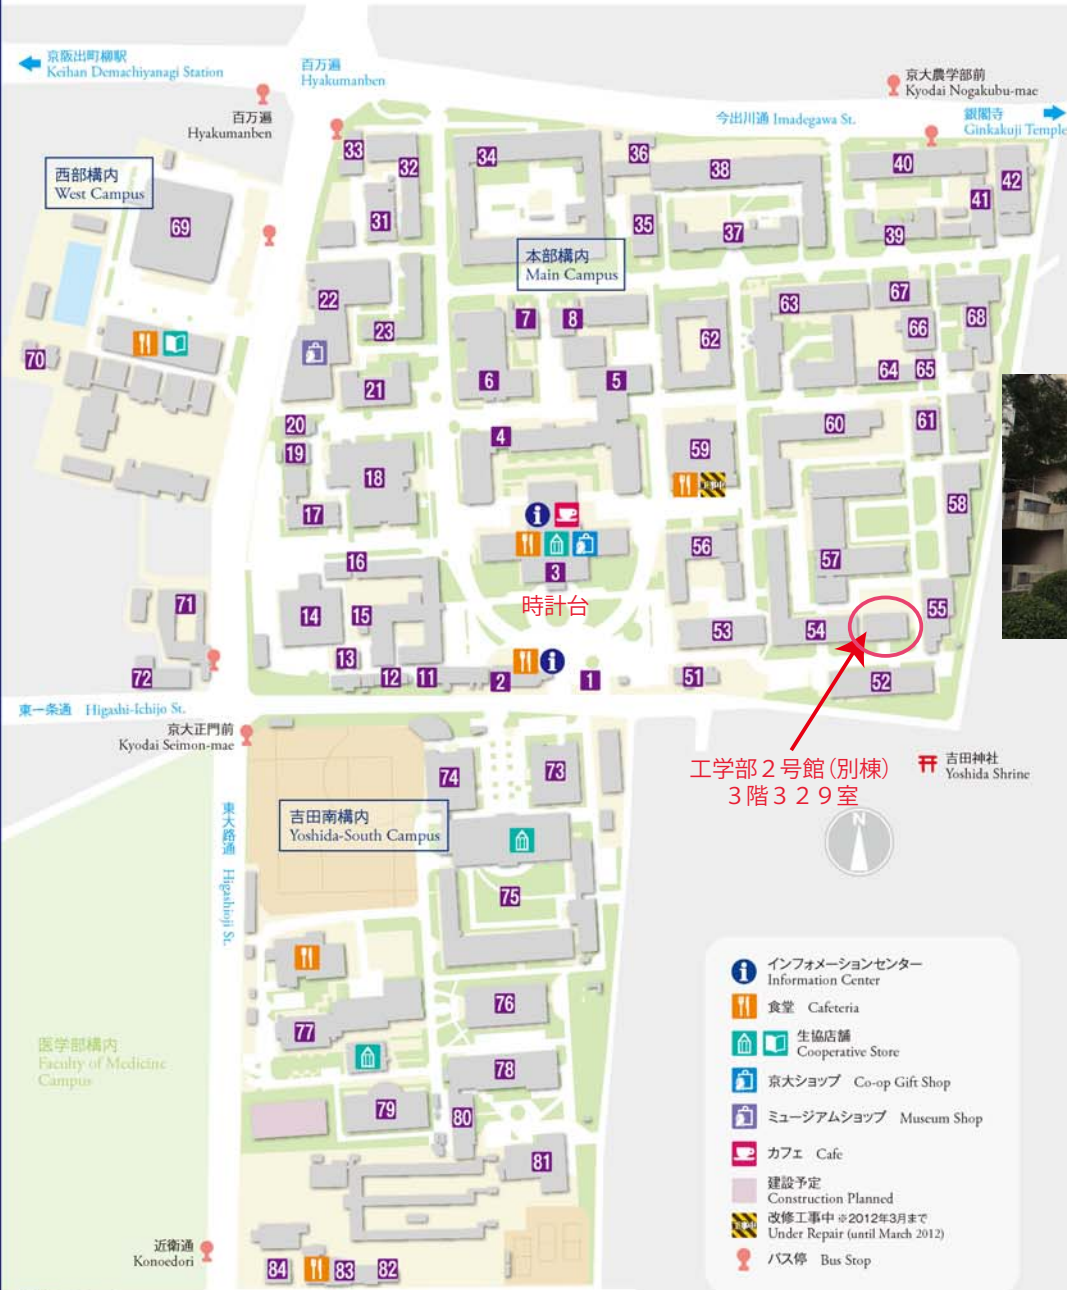 京阪出町柳駅
Keihan Demachiyanagi Station
百万遍
Hyakumanben
百万遍
Hyakumanben
京大農学部前
Kyodai Nogakubu-mae
今出川通 Imadegawa St.
銀閣寺
Ginkakuji Temple
西部構内
West Campus
本部構内
Main Campus
33
32
31
34
36
35
38
37
40
39
41
42
69
70
22
23
21
7
8
6
5
62
63
67
66
68
64
65
20
19
18
17
4
59
工事中
60
61
58
57
56
3
時計台
16
14
15
13
12
11
2
1
53
54
55
51
52
71
72
東一条通 Higashi-Ichijo St.
京大正門前
Kyodai Seimon-mae
工学部2号館(別棟)
3階329室
吉田神社
Yoshida Shrine
N
74
73
吉田南構内
Yoshida-South Campus
東大路通 Higashioji St.
75
76
77
78
79
80
81
医学部構内
Faculty of Medicine
Campus
近衛通
Konoedori
84
83
82
インフォメーションセンター
Information Center
食堂 Cafeteria
生協店舗
Cooperative Store
京大ショップ Co-op Gift Shop
ミュージアムショップ Museum Shop
カフェ Cafe
建設予定
Construction Planned
工事中
改修工事中 ※2012年3月まで
Under Repair (until March 2012)
バス停 Bus Stop